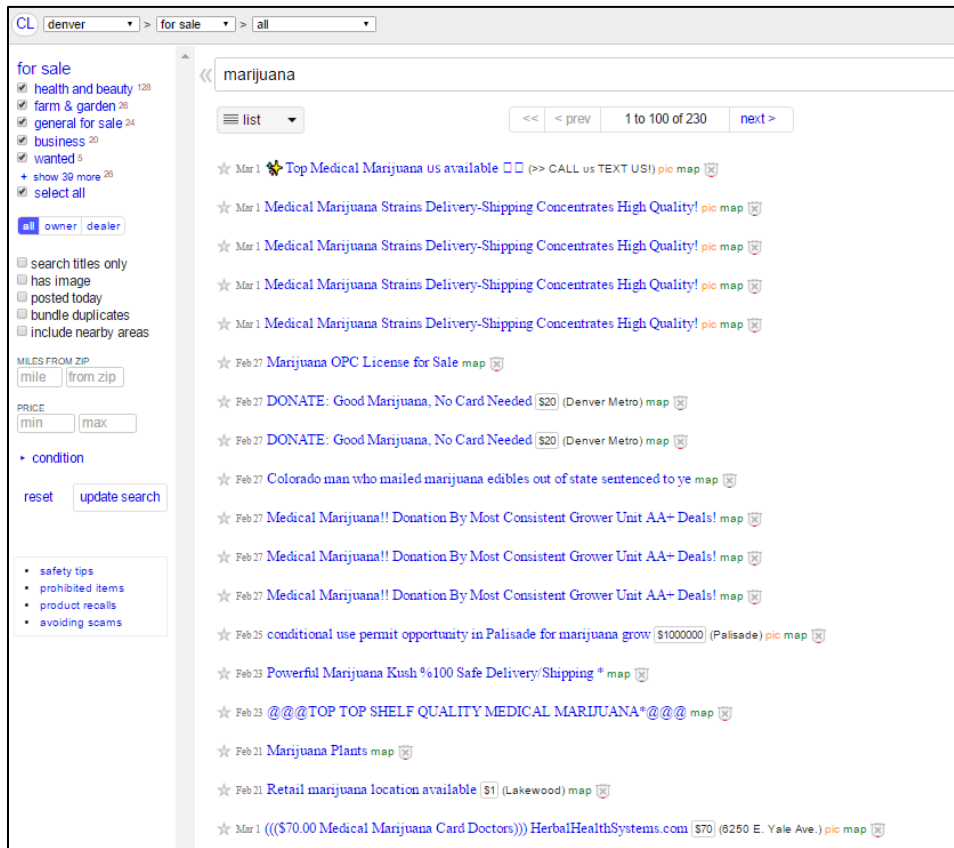 CL denver > for sale > all
for sale
health and beauty 128
farm & garden 26
general for sale 24
business 20
wanted 5
+ show 39 more 26
select all
all owner dealer
search titles only
has image
posted today
bundle duplicates
include nearby areas
MILES FROM ZIP
mile from zip
PRICE
min max
condition
reset update search
safety tips
prohibited items
product recalls
avoiding scams
marijuana
list << < prev 1 to 100 of 230 next >
Mar 1 Top Medical Marijuana US available (>> CALL us TEXT US!) pic map
Mar 1 Medical Marijuana Strains Delivery-Shipping Concentrates High Quality! pic map
Mar 1 Medical Marijuana Strains Delivery-Shipping Concentrates High Quality! pic map
Mar 1 Medical Marijuana Strains Delivery-Shipping Concentrates High Quality! pic map
Mar 1 Medical Marijuana Strains Delivery-Shipping Concentrates High Quality! pic map
Feb 27 Marijuana OPC License for Sale map
Feb 27 DONATE: Good Marijuana, No Card Needed $20 (Denver Metro) map
Feb 27 DONATE: Good Marijuana, No Card Needed $20 (Denver Metro) map
Feb 27 Colorado man who mailed marijuana edibles out of state sentenced to ye map
Feb 27 Medical Marijuana!! Donation By Most Consistent Grower Unit AA+ Deals! map
Feb 27 Medical Marijuana!! Donation By Most Consistent Grower Unit AA+ Deals! map
Feb 27 Medical Marijuana!! Donation By Most Consistent Grower Unit AA+ Deals! map
Feb 25 conditional use permit opportunity in Palisade for marijuana grow $1000000 (Palisade) pic map
Feb 23 Powerful Marijuana Kush %100 Safe Delivery/Shipping * map
Feb 23 @@@TOP TOP SHELF QUALITY MEDICAL MARIJUANA*@@@ map
Feb 21 Marijuana Plants map
Feb 21 Retail marijuana location available $1 (Lakewood) map
Mar 1 ((($70.00 Medical Marijuana Card Doctors))) HerbalHealthSystems.com $70 (6250 E. Yale Ave.) pic map